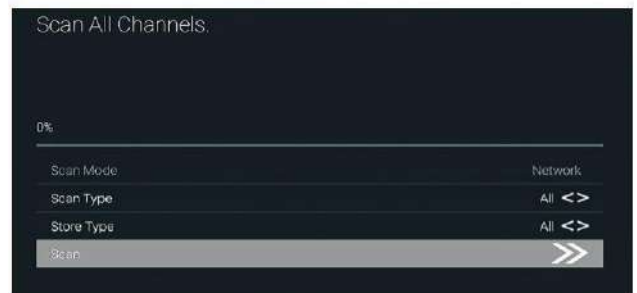 Scan All Channels.
0%
Scan Mode Network
Scan Type All <>
Store Type All <>
Scan